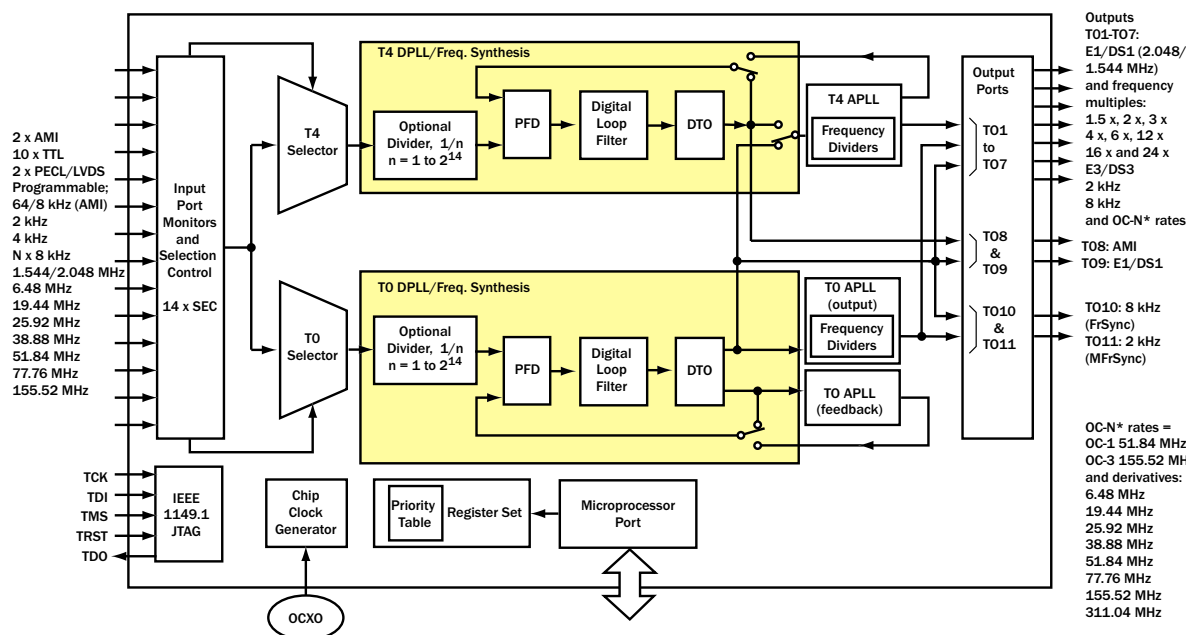 2 x AMI
10 x TTL
2 x PECL/LVDS
Programmable;
64/8 kHz (AMI)
2 kHz
4 kHz
N x 8 kHz
1.544/2.048 MHz
6.48 MHz
19.44 MHz
25.92 MHz
38.88 MHz
51.84 MHz
77.76 MHz
155.52 MHz
Input
Port
Monitors
and
Selection
Control
14 x SEC
T4
Selector
T4 DPLL/Freq. Synthesis
Optional
Divider, 1/n
n = 1 to 2^14
PFD
Digital
Loop
Filter
DTO
T4 APLL
Frequency
Dividers
T0
Selector
T0 DPLL/Freq. Synthesis
Optional
Divider, 1/n
n = 1 to 2^14
PFD
Digital
Loop
Filter
DTO
T0 APLL
(output)
Frequency
Dividers
T0 APLL
(feedback)
Output
Ports
T01
to
T07
T08
&
T09
T010
&
T011
Outputs
T01-T07:
E1/DS1 (2.048/
1.544 MHz)
and frequency
multiples:
1.5 x, 2 x, 3 x
4 x, 6 x, 12 x
16 x and 24 x
E3/DS3
2 kHz
8 kHz
and OC-N* rates
T08: AMI
T09: E1/DS1
T010: 8 kHz
(FrSync)
T011: 2 kHz
(MFrSync)
OC-N* rates =
OC-1 51.84 MH
OC-3 155.52 MH
and derivatives:
6.48 MHz
19.44 MHz
25.92 MHz
38.88 MHz
51.84 MHz
77.76 MHz
155.52 MHz
311.04 MHz
TCK
TDI
TMS
TRST
TDO
IEEE
1149.1
JTAG
Chip
Clock
Generator
OCXO
Priority
Table
Register Set
Microprocessor
Port